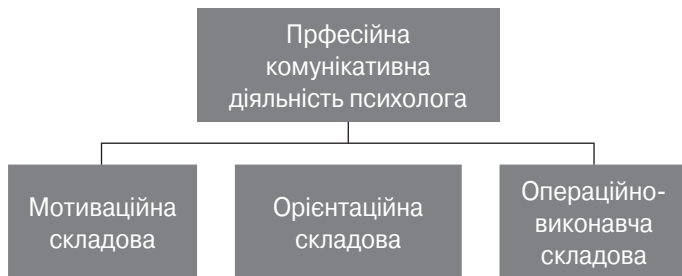 Прфесійна
комунікативна
діяльність психолога
Мотиваційна
складова
Орієнтаційна
складова
Операційно-
виконавча
складова